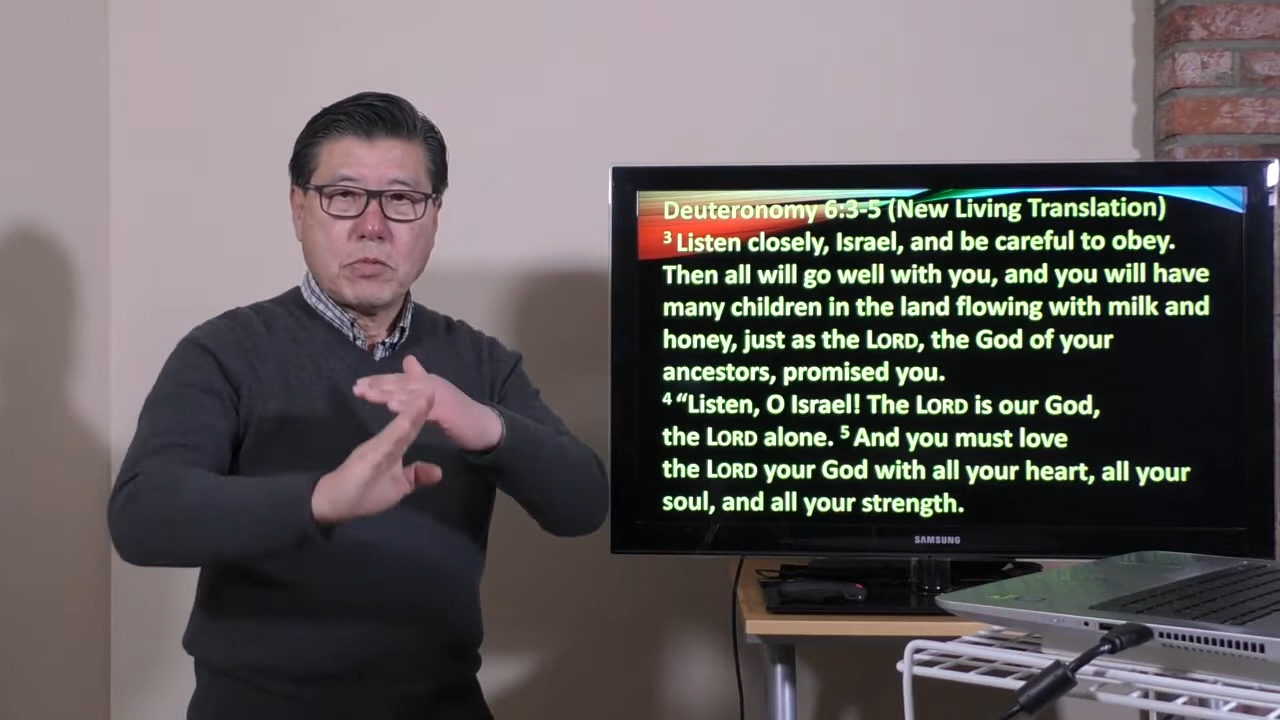 Deuteronomy 6:3-5 (New Living Translation)
3 Listen closely, Israel, and be careful to obey.
Then all will go well with you, and you will have
many children in the land flowing with milk and
honey, just as the LORD, the God of your
ancestors, promised you.
4 “Listen, O Israel! The LORD is our God,
the LORD alone. 5 And you must love
the LORD your God with all your heart, all your
soul, and all your strength.
SAMSUNG